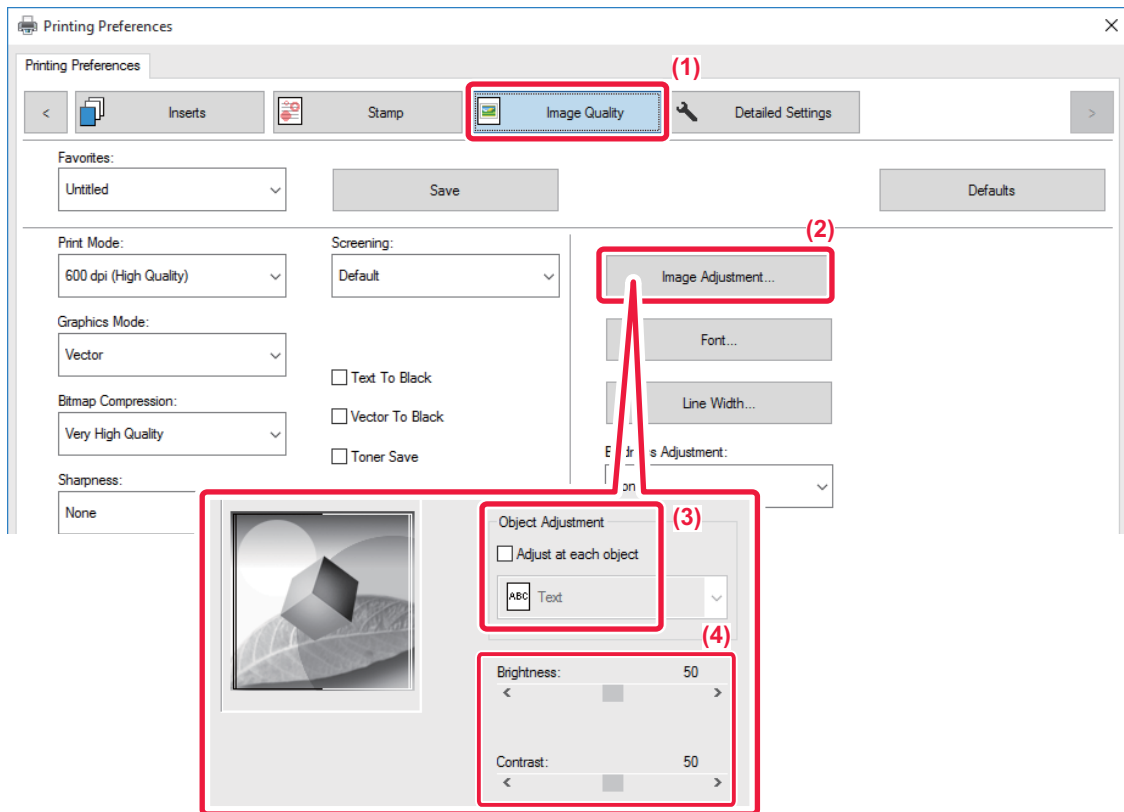 Printing Preferences
Printing Preferences
(1)
< Inserts Stamp Image Quality Detailed Settings >
Favorites:
Untitled Save Defaults
(2)
Print Mode: Screening:
600 dpi (High Quality) Default Image Adjustment...
Graphics Mode: Font...
Vector
Text To Black
Bitmap Compression: Line Width...
Vector To Black
Very High Quality
Toner Save Adjustment:
Sharpness:
None
(3)
Object Adjustment
Adjust at each object
ABC Text
(4)
Brightness: 50
< >
Contrast: 50
< >